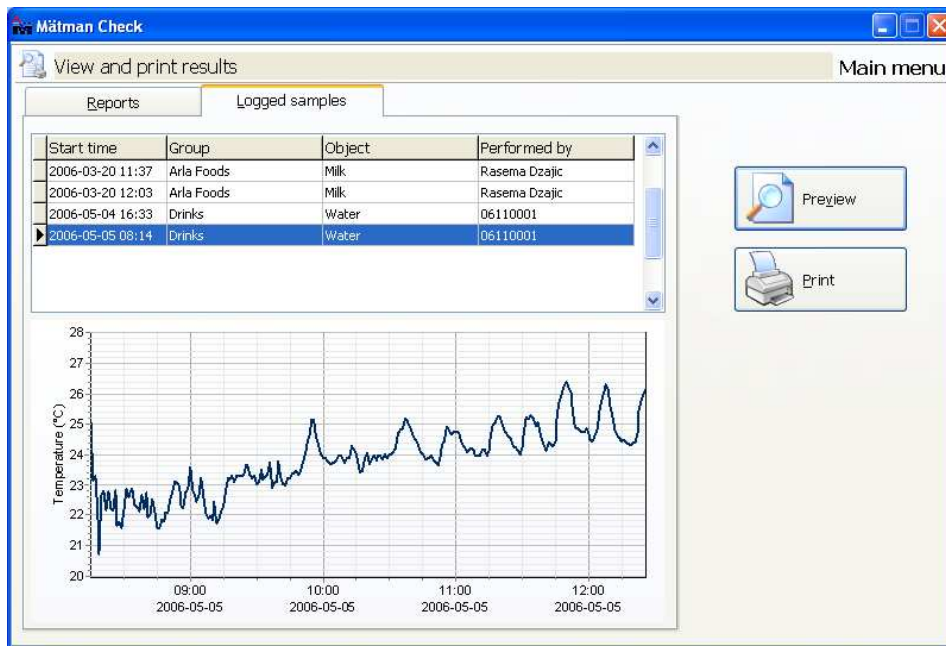 Mätman Check
View and print results
Main menu
Reports
Logged samples
Start time Group Object Performed by
2006-03-20 11:37 Arla Foods Milk Rasema Dzajic
2006-03-20 12:03 Arla Foods Milk Rasema Dzajic
2006-05-04 16:33 Drinks Water 06110001
2006-05-05 08:14 Drinks Water 06110001
Preview
Print
Temperature (°C)
28
27
26
25
24
23
22
21
20
09:00 10:00 11:00 12:00
2006-05-05 2006-05-05 2006-05-05 2006-05-05